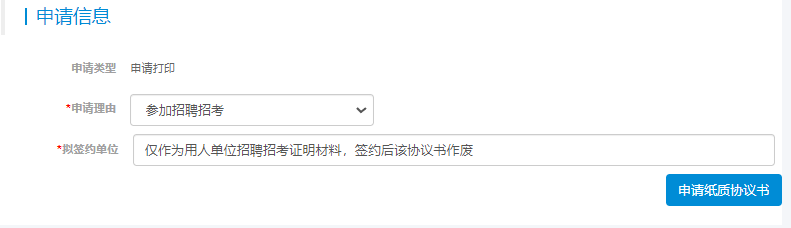 申请信息
申请类型 申请打印
*申请理由 参加招聘招考
*拟签约单位 仅作为用人单位招聘招考证明材料，签约后该协议书作废
申请纸质协议书